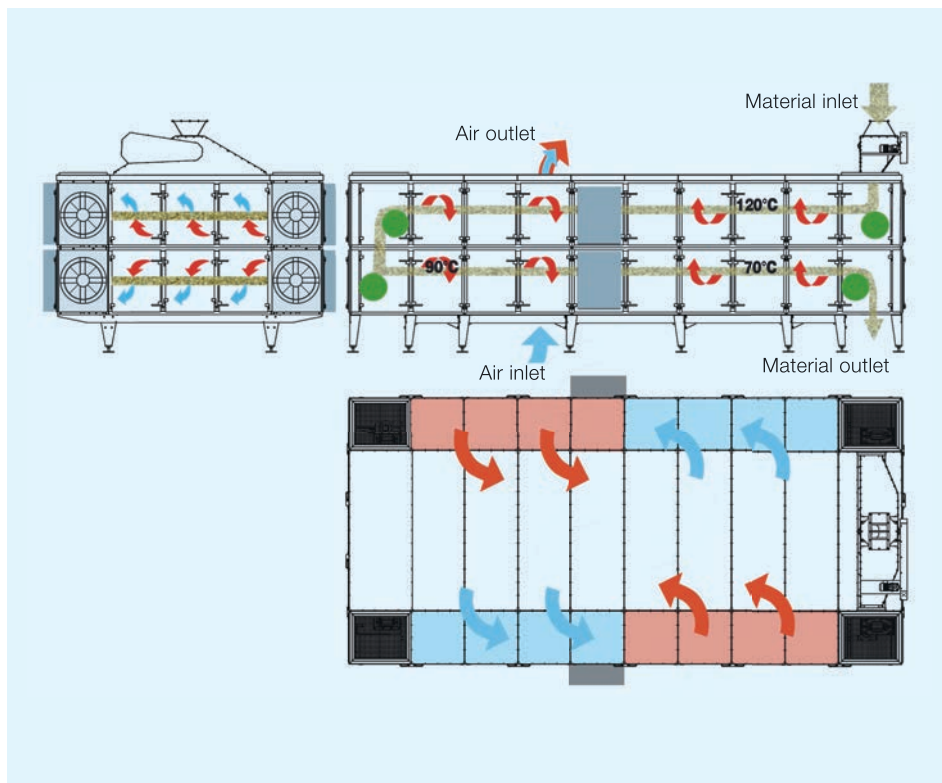 Material inlet
Air outlet
120°C
90°C
70°C
Air inlet
Material outlet